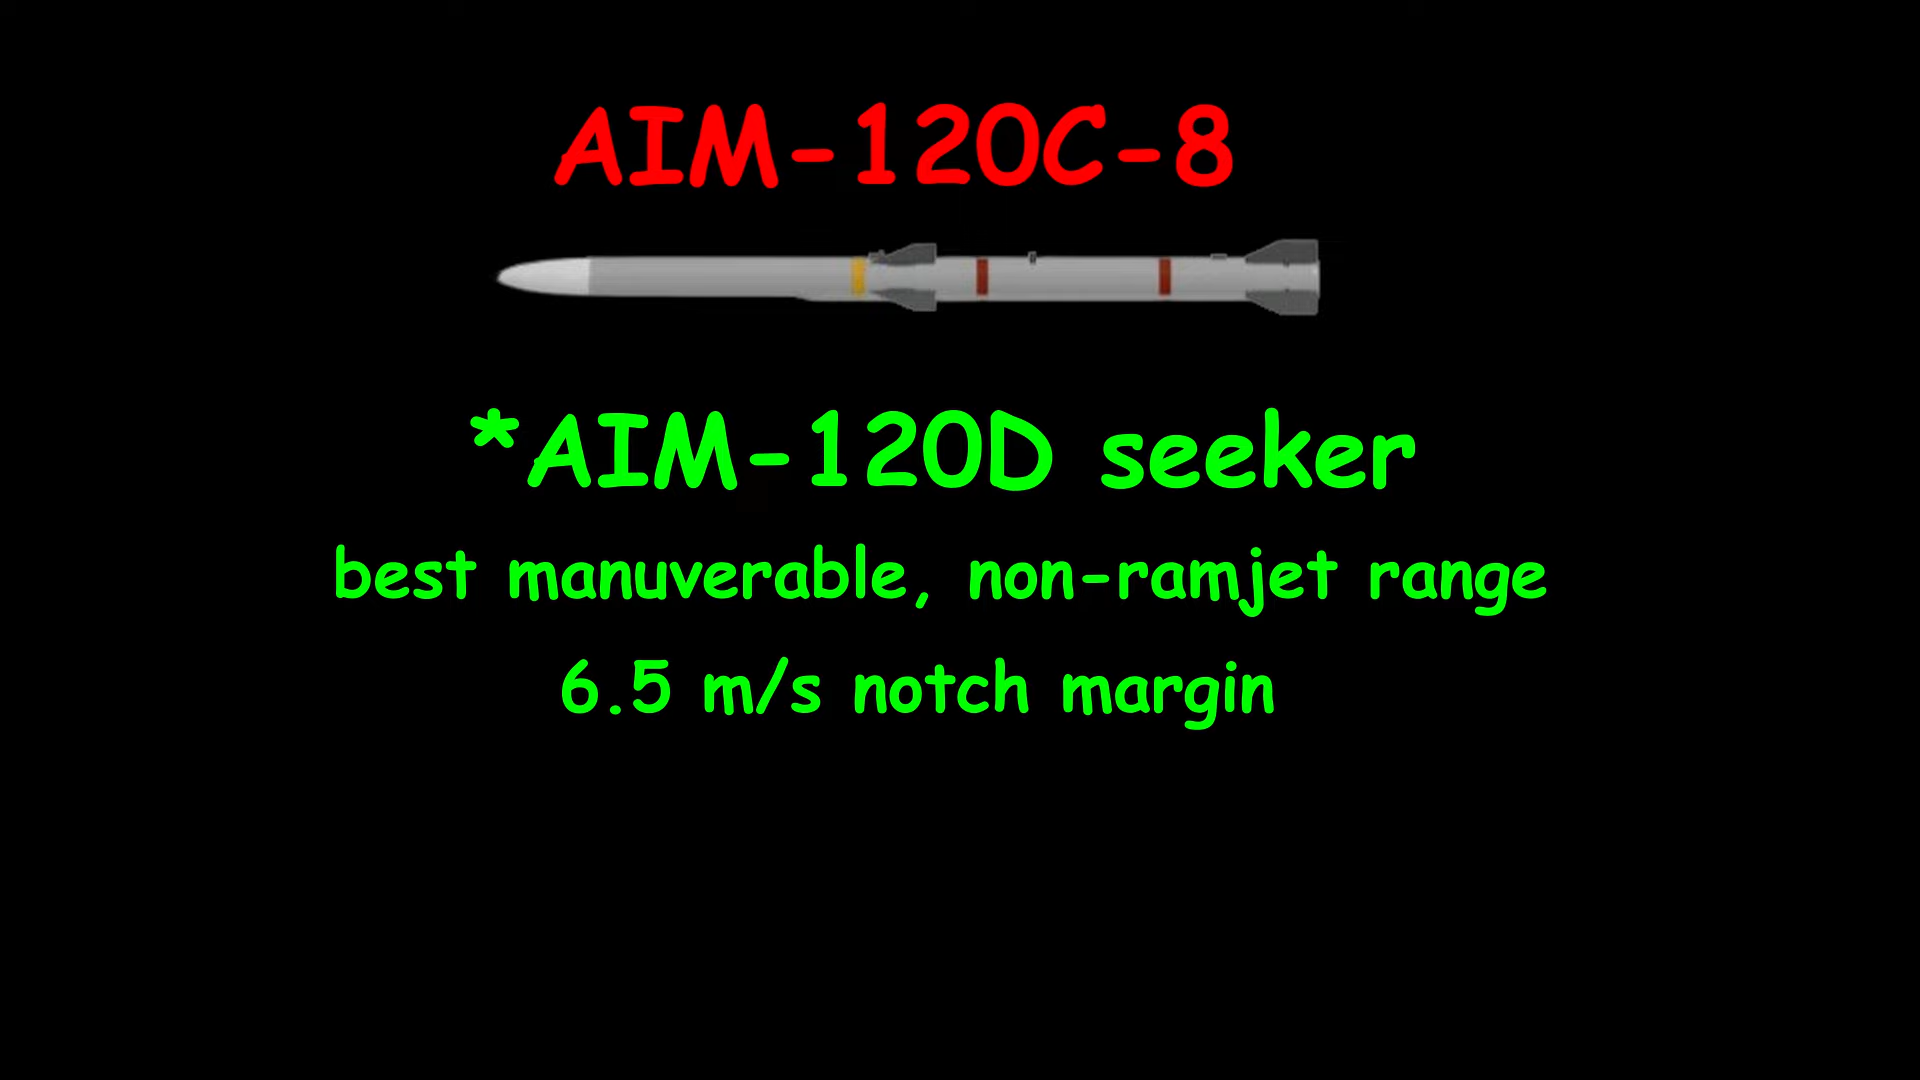 AIM-120C-8
*AIM-120D seeker
best manuverable, non-ramjet range
6.5 m/s notch margin